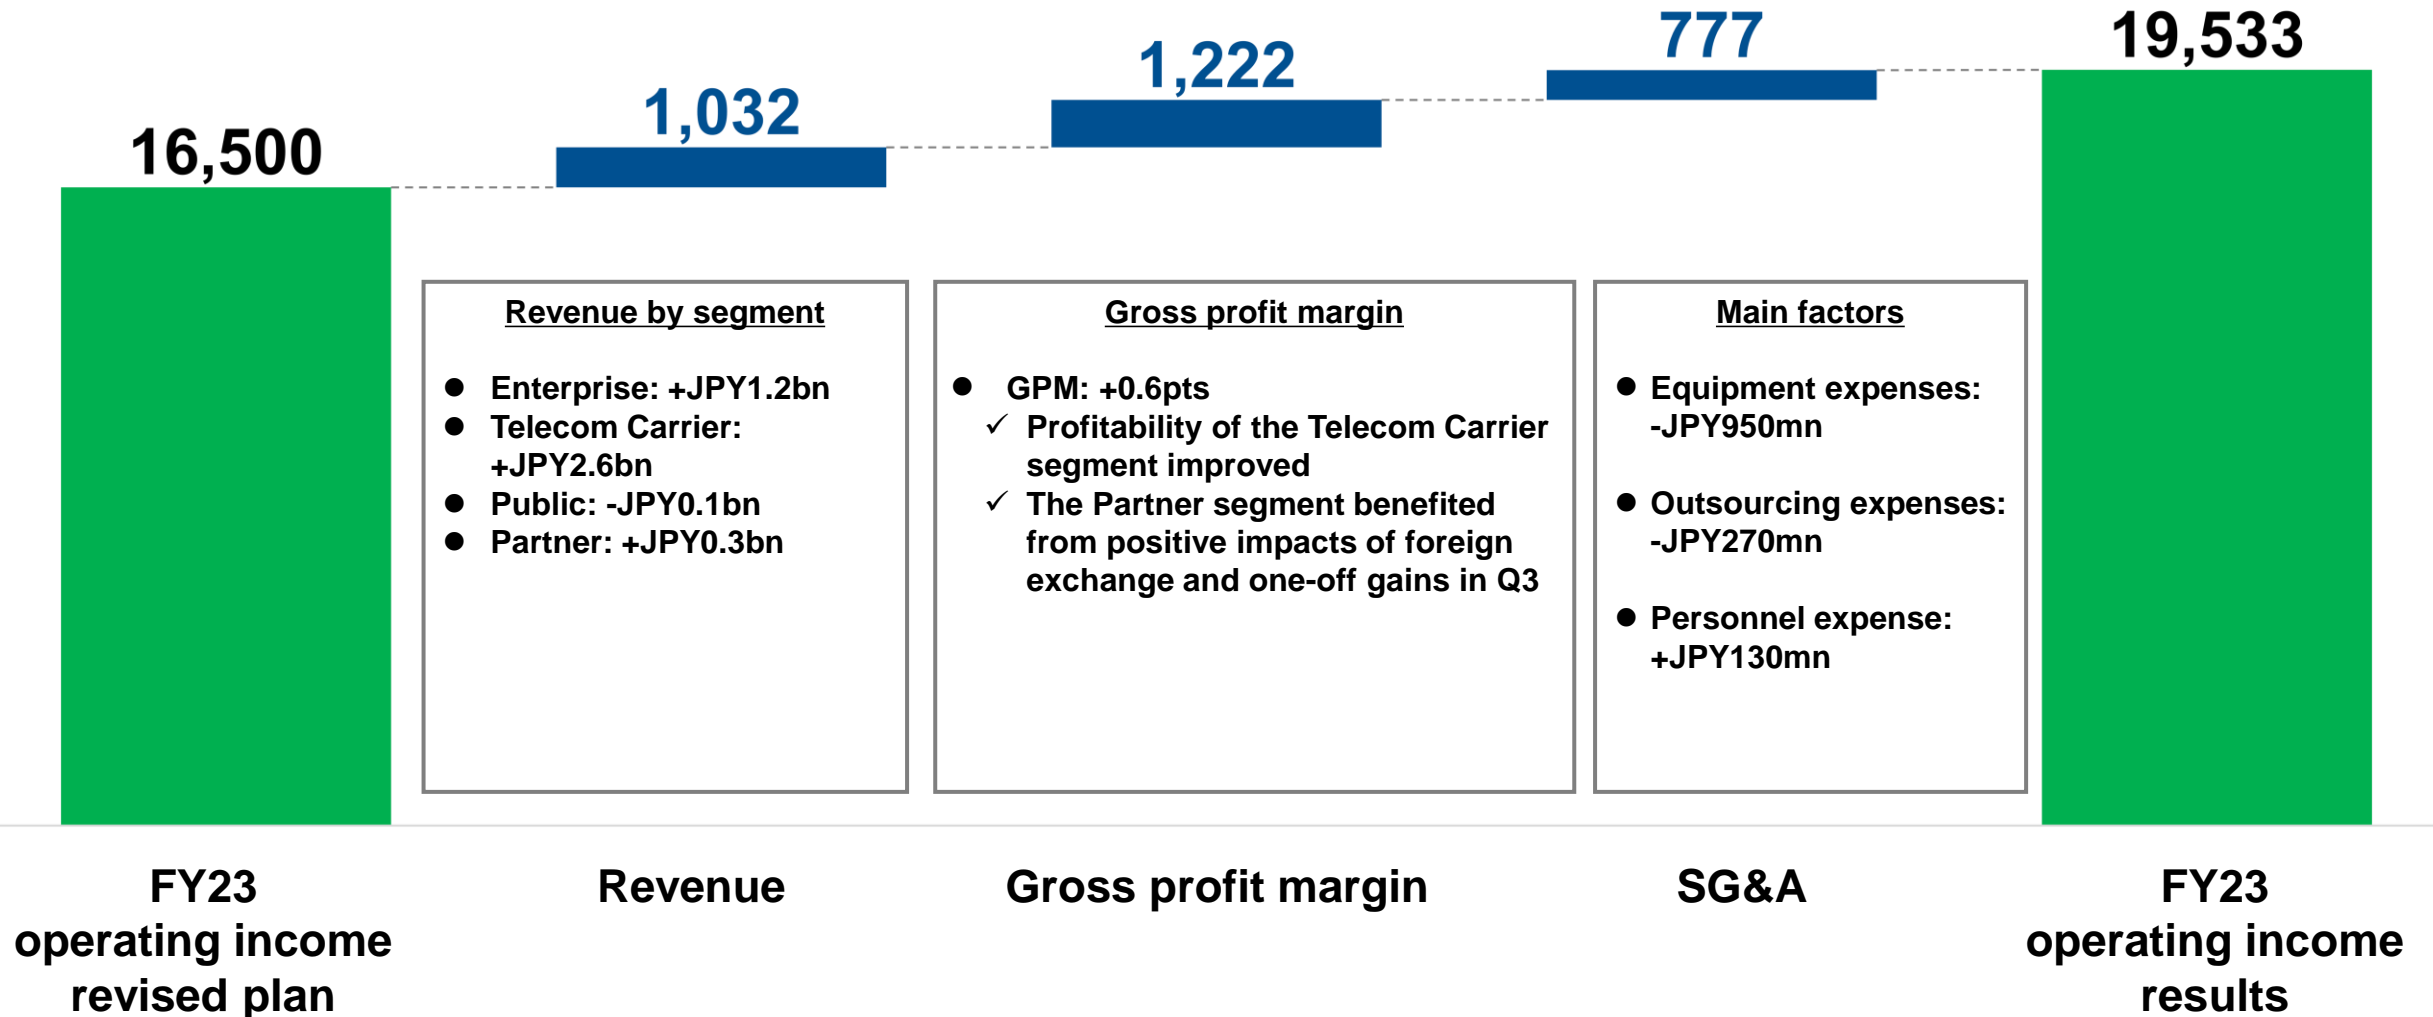 16,500
1,032
1,222
777
19,533
Revenue by segment
● Enterprise: +JPY1.2bn
● Telecom Carrier:
+JPY2.6bn
● Public: -JPY0.1bn
● Partner: +JPY0.3bn
Gross profit margin
● GPM: +0.6pts
✓ Profitability of the Telecom Carrier
segment improved
✓ The Partner segment benefited
from positive impacts of foreign
exchange and one-off gains in Q3
Main factors
● Equipment expenses:
-JPY950mn
● Outsourcing expenses:
-JPY270mn
● Personnel expense:
+JPY130mn
FY23
operating income
revised plan
Revenue
Gross profit margin
SG&A
FY23
operating income
results